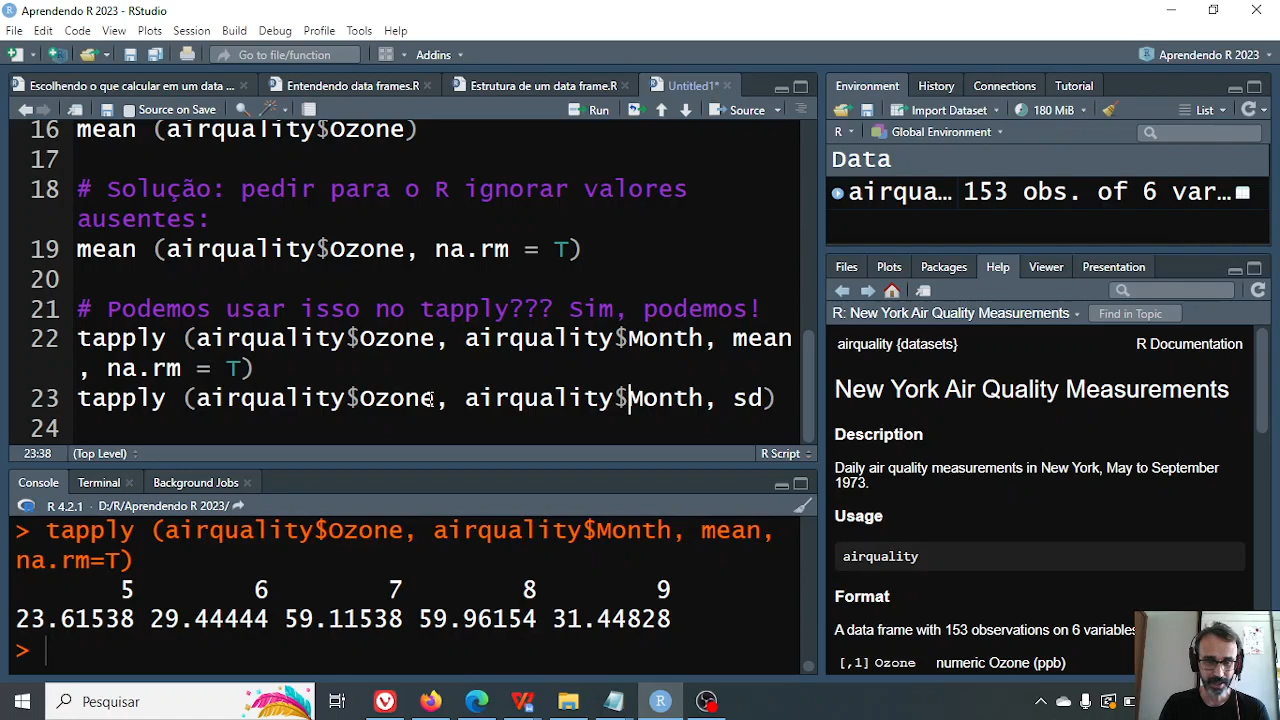 Aprendendo R 2023 - RStudio
File Edit Code View Plots Session Build Debug Profile Tools Help
Go to file/function Addins Aprendendo R 2023
Escolhendo o que calcular em um data ... Entendendo data frames.R Estrutura de um data frame.R Untitled1*
Source on Save Run Source
16 mean (airquality$Ozone)
17
18 # Solução: pedir para o R ignorar valores
ausentes:
19 mean (airquality$Ozone, na.rm = T)
20
21 # Podemos usar isso no tapply??? Sim, podemos!
22 tapply (airquality$Ozone, airquality$Month, mean
, na.rm = T)
23 tapply (airquality$Ozone, airquality$Month, sd)
24
23:38 (Top Level) R Script
Console Terminal Background Jobs
R 4.2.1 · D:/R/Aprendendo R 2023/
> tapply (airquality$Ozone, airquality$Month, mean,
na.rm=T)
5 6 7 8 9
23.61538 29.44444 59.11538 59.96154 31.44828
>
Environment History Connections Tutorial
Import Dataset 180 MiB List
R Global Environment
Data
airqua... 153 obs. of 6 var...
Files Plots Packages Help Viewer Presentation
R: New York Air Quality Measurements Find in Topic
airquality {datasets} R Documentation
New York Air Quality Measurements
Description
Daily air quality measurements in New York, May to September
1973.
Usage
airquality
Format
A data frame with 153 observations on 6 variables
[,1] Ozone numeric Ozone (ppb)
Pesquisar